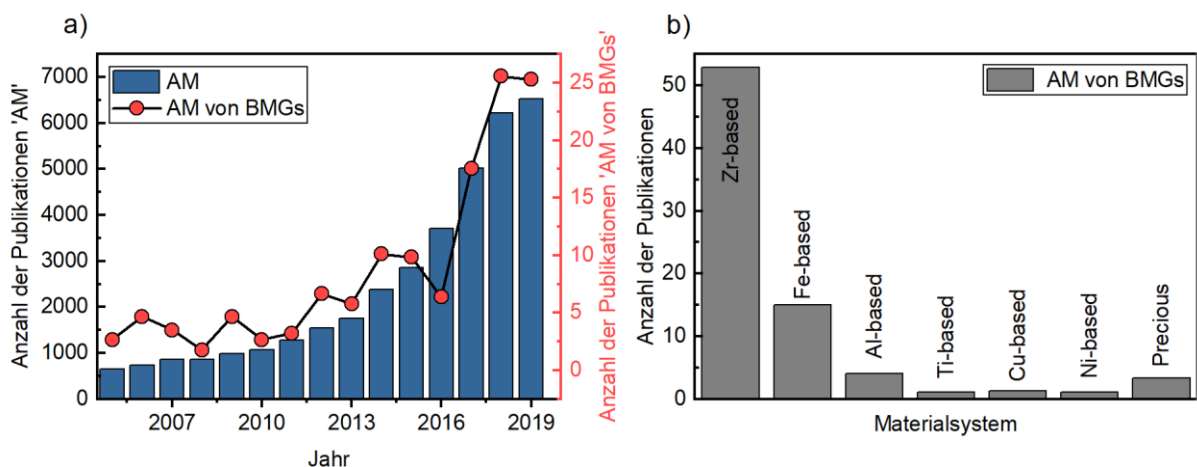 a)
Anzahl der Publikationen 'AM'
7000
6000
5000
4000
3000
2000
1000
0
AM
AM von BMGs
25
20
15
10
5
0
Anzahl der Publikationen 'AM von BMGs'
2007
2010
2013
2016
2019
Jahr
b)
Anzahl der Publikationen
50
40
30
20
10
0
AM von BMGs
Zr-based
Fe-based
Al-based
Ti-based
Cu-based
Ni-based
Precious
Materialsystem